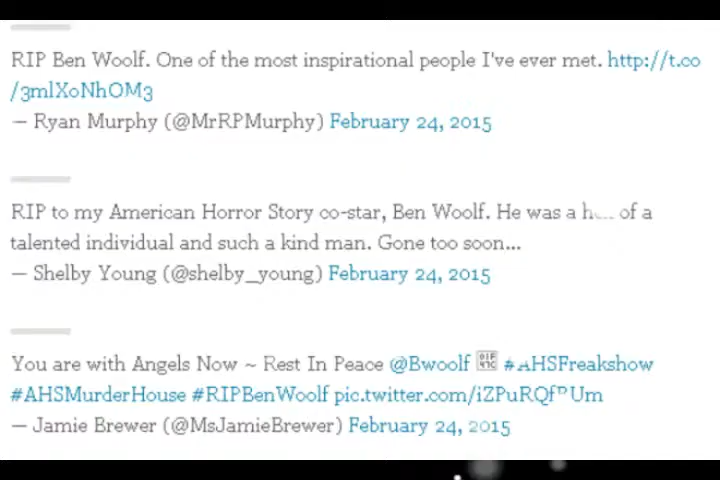 RIP Ben Woolf. One of the most inspirational people I've ever met. http://t.co
/3mlXoNhOM3
— Ryan Murphy (@MrRPMurphy) February 24, 2015
RIP to my American Horror Story co-star, Ben Woolf. He was a of a
talented individual and such a kind man. Gone too soon...
— Shelby Young (@shelby_young) February 24, 2015
You are with Angels Now ~ Rest In Peace @Bwoolf #AHSFreakshow
#AHSMurderHouse #RIPBenWoolf
— Jamie Brewer (@MsJamieBrewer) February 24, 2015